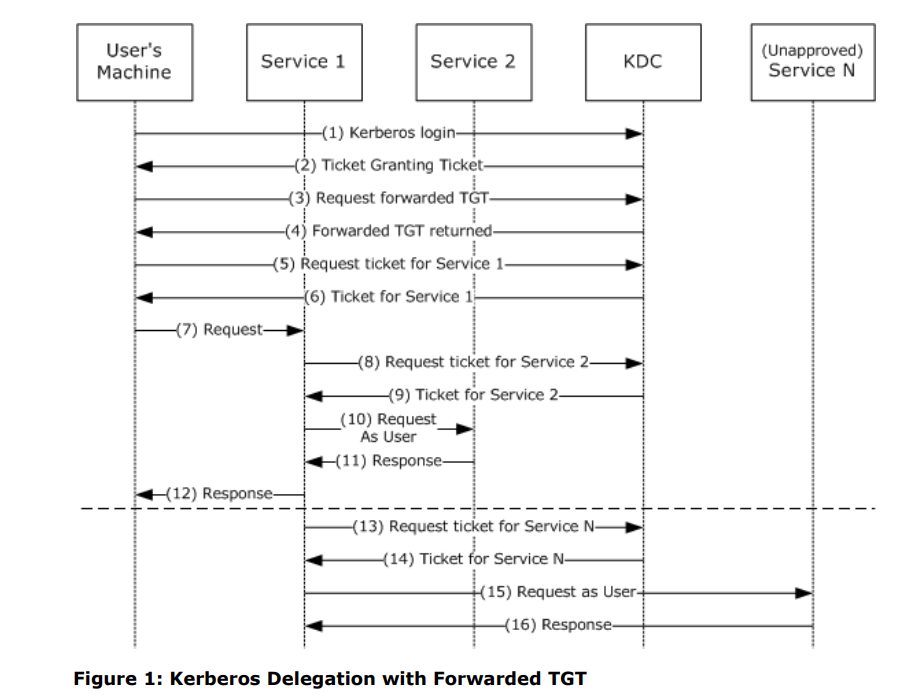 User's
Machine
Service 1
Service 2
KDC
(Unapproved)
Service N
(1) Kerberos login
(2) Ticket Granting Ticket
(3) Request forwarded TGT
(4) Forwarded TGT returned
(5) Request ticket for Service 1
(6) Ticket for Service 1
(7) Request
(8) Request ticket for Service 2
(9) Ticket for Service 2
(10) Request
As User
(11) Response
(12) Response
(13) Request ticket for Service N
(14) Ticket for Service N
(15) Request as User
(16) Response
Figure 1: Kerberos Delegation with Forwarded TGT